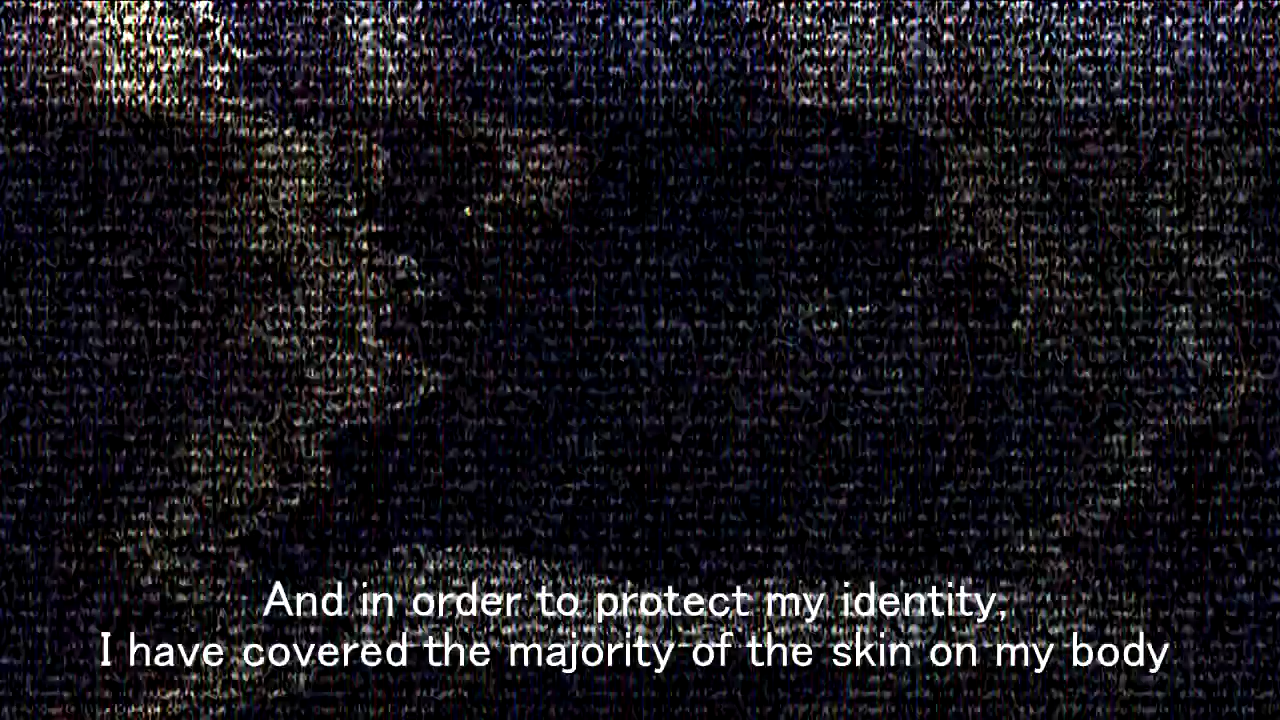 And in order to protect my identity,
I have covered the majority of the skin on my body